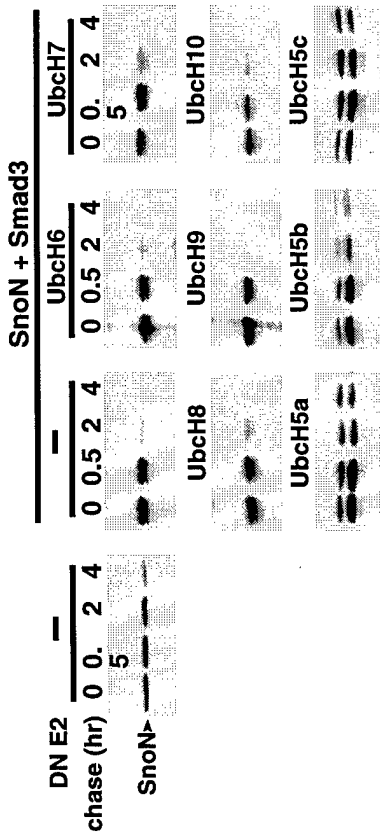 SnoN + Smad3
DN E2 – – UbcH6 UbcH7
chase (hr) 0 0.5 2 4 0 0.5 2 4 0 0.5 2 4 0 0.5 2 4
SnoN
UbcH8 UbcH9 UbcH10
UbcH5a UbcH5b UbcH5c